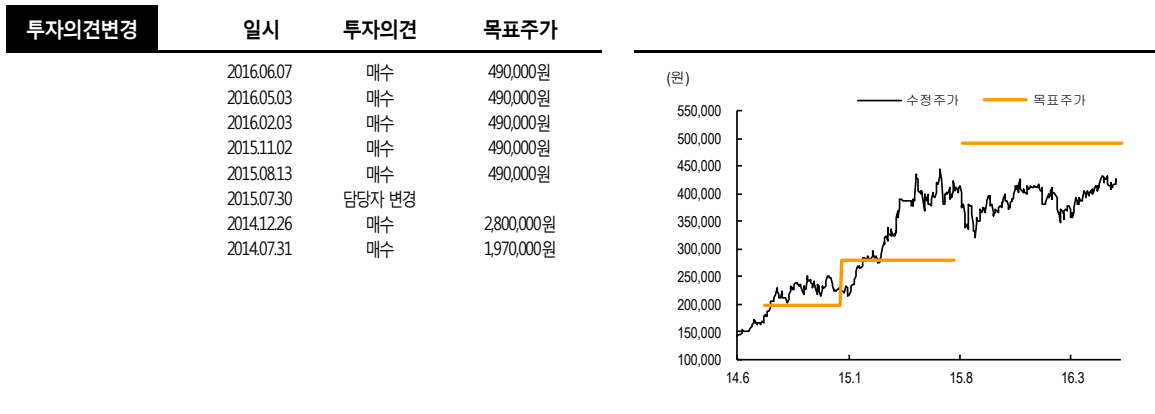 투자의견변경 일시 투자의견 목표주가
2016.06.07 매수 490,000원
2016.05.03 매수 490,000원
2016.02.03 매수 490,000원
2015.11.02 매수 490,000원
2015.08.13 매수 490,000원
2015.07.30 담당자 변경
2014.12.26 매수 2,800,000원
2014.07.31 매수 1,970,000원
(원)
수정주가 목표주가
550,000
500,000
450,000
400,000
350,000
300,000
250,000
200,000
150,000
100,000
14.6 15.1 15.8 16.3